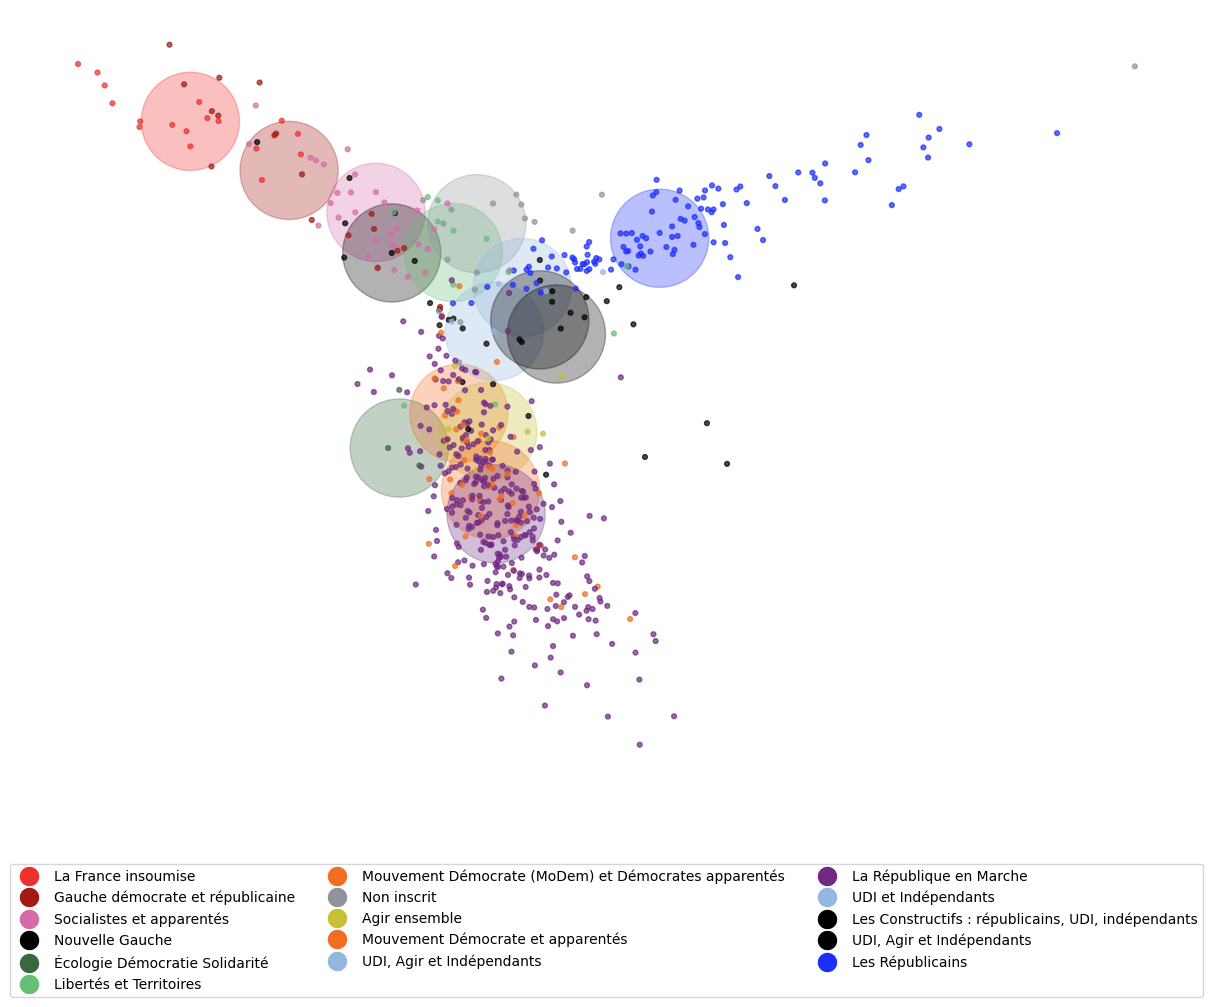 La France insoumise
Gauche démocrate et républicaine
Socialistes et apparentés
Nouvelle Gauche
Écologie Démocratie Solidarité
Libertés et Territoires
Mouvement Démocrate (MoDem) et Démocrates apparentés
Non inscrit
Agir ensemble
Mouvement Démocrate et apparentés
UDI, Agir et Indépendants
La République en Marche
UDI et Indépendants
Les Constructifs : républicains, UDI, indépendants
UDI, Agir et Indépendants
Les Républicains